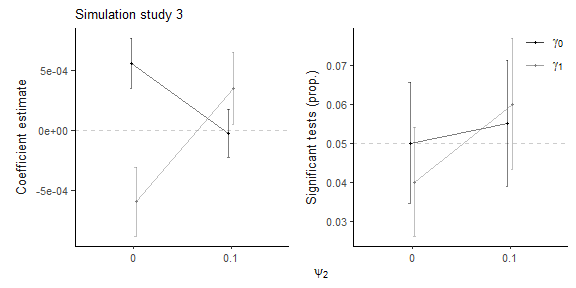 Simulation study 3
Coefficient estimate
5e-04
0e+00
-5e-04
0
0.1
Significant tests (prop.)
0.07
0.06
0.05
0.04
0.03
0
0.1
γ0
γ1
Ψ2